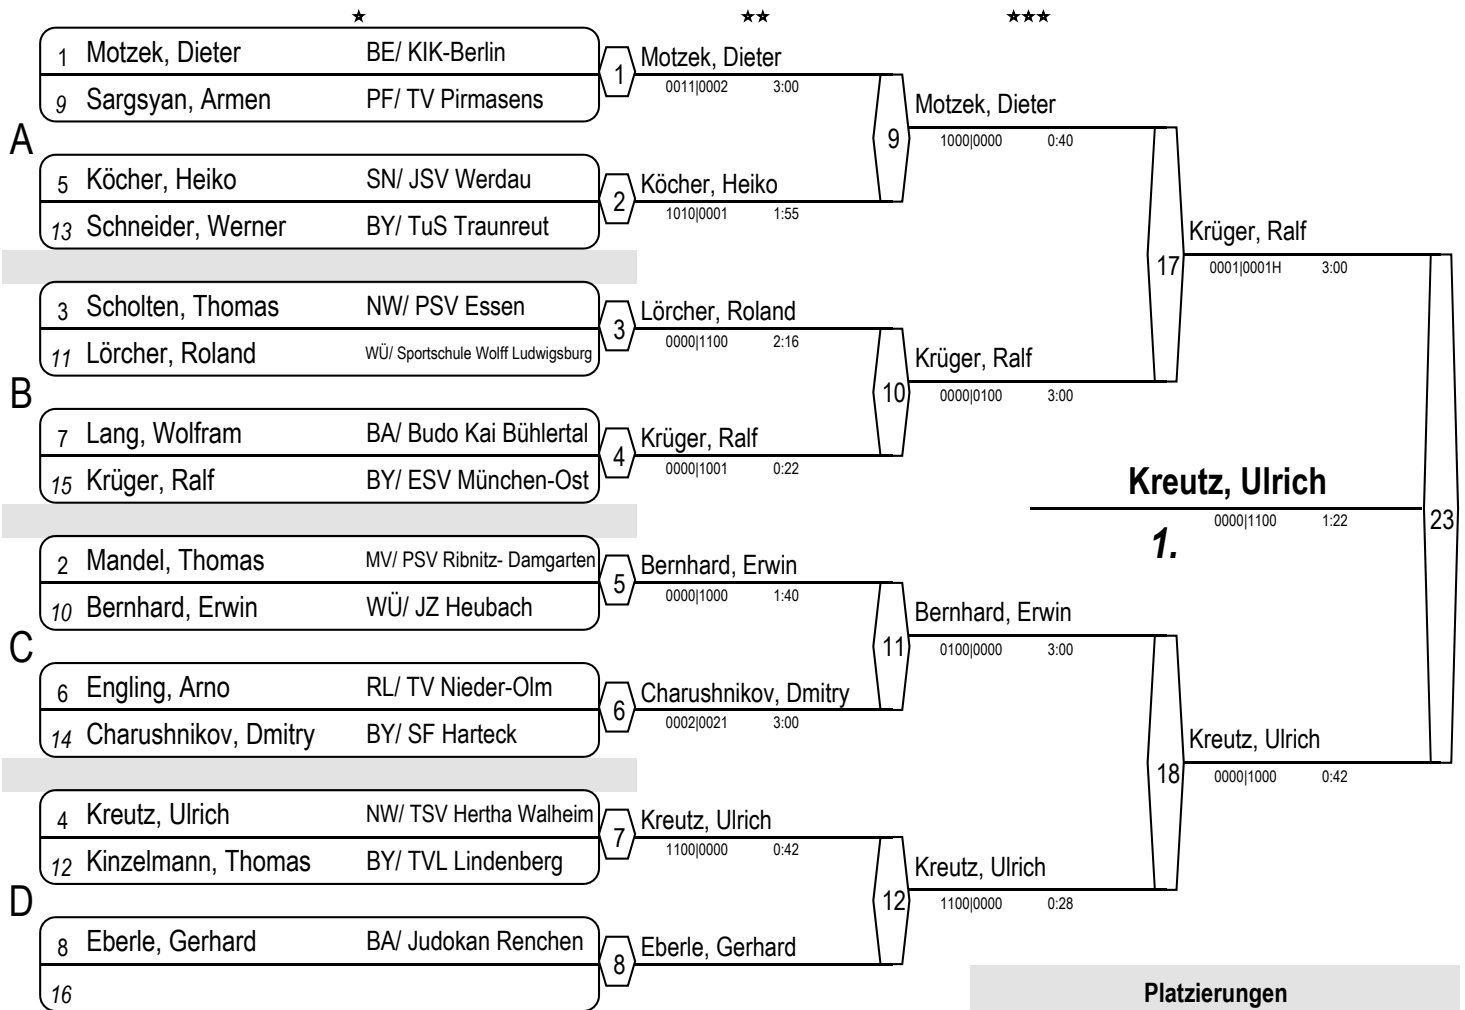 1 Motzek, Dieter BE/ KIK-Berlin
9 Sargsyan, Armen PF/ TV Pirmasens
A
5 Köcher, Heiko SN/ JSV Werdau
13 Schneider, Werner BY/ TuS Traunreut
3 Scholten, Thomas NW/ PSV Essen
11 Lörcher, Roland WÜ/ Sportschule Wolff Ludwigsburg
B
7 Lang, Wolfram BA/ Budo Kai Bühlertal
15 Krüger, Ralf BY/ ESV München-Ost
2 Mandel, Thomas MV/ PSV Ribnitz- Damgarten
10 Bernhard, Erwin WÜ/ JZ Heubach
C
6 Engling, Arno RL/ TV Nieder-Olm
14 Charushnikov, Dmitry BY/ SF Harteck
4 Kreutz, Ulrich NW/ TSV Hertha Walheim
12 Kinzelmann, Thomas BY/ TVL Lindenberg
D
8 Eberle, Gerhard BA/ Judokan Renchen
16
1 Motzek, Dieter
0011|0002 3:00
2 Köcher, Heiko
1010|0001 1:55
3 Lörcher, Roland
0000|1100 2:16
4 Krüger, Ralf
0000|1001 0:22
5 Bernhard, Erwin
0000|1000 1:40
6 Charushnikov, Dmitry
0002|0021 3:00
7 Kreutz, Ulrich
1100|0000 0:42
8 Eberle, Gerhard
9 Motzek, Dieter
1000|0000 0:40
10 Krüger, Ralf
0000|0100 3:00
11 Bernhard, Erwin
0100|0000 3:00
12 Kreutz, Ulrich
1100|0000 0:28
17 Krüger, Ralf
0001|0001H 3:00
18 Kreutz, Ulrich
0000|1000 0:42
Kreutz, Ulrich
0000|1100 1:22 23
1.
Platzierungen